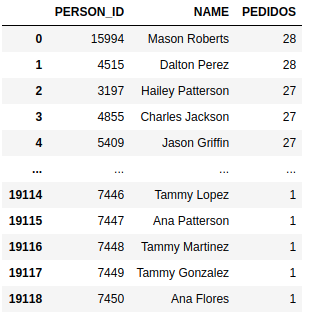 PERSON_ID NAME PEDIDOS
0 15994 Mason Roberts 28
1 4515 Dalton Perez 28
2 3197 Hailey Patterson 27
3 4855 Charles Jackson 27
4 5409 Jason Griffin 27
... ... ... ...
19114 7446 Tammy Lopez 1
19115 7447 Ana Patterson 1
19116 7448 Tammy Martinez 1
19117 7449 Tammy Gonzalez 1
19118 7450 Ana Flores 1